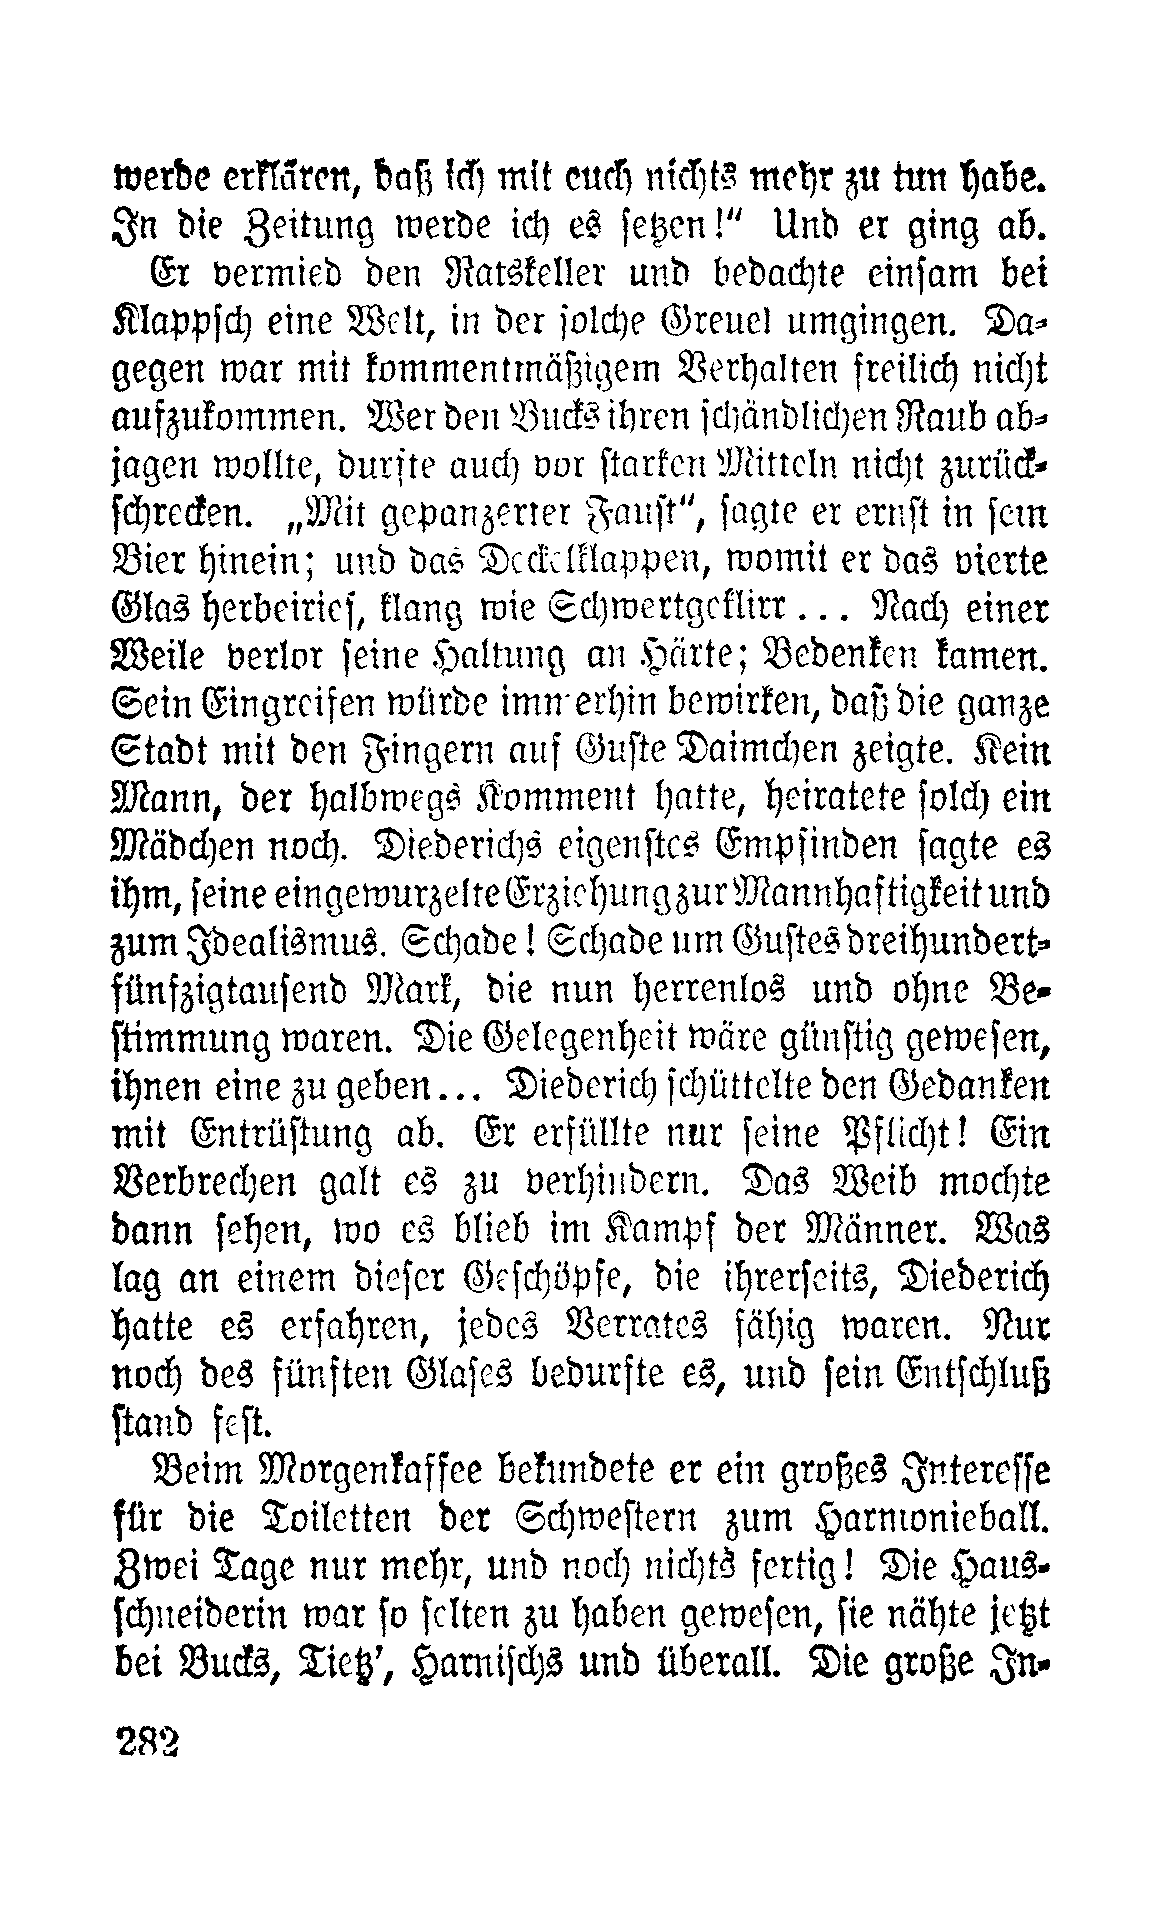 werde erklären, daß ich mit euch nichts mehr zu tun habe.
In die Zeitung werde ich es setzen!“ Und er ging ab.
Er vermied den Ratskeller und bedachte einsam bei
Klappsch eine Welt, in der solche Greuel umgingen. Da-
gegen war mit kommentmäßigem Verhalten freilich nicht
aufzukommen. Wer den Bucks ihren schändlichen Raub ab-
jagen wollte, durfte auch vor starken Mitteln nicht zurück-
schrecken. „Mit gepanzerter Faust“, sagte er ernst in sein
Bier hinein; und das Deckelklappen, womit er das vierte
Glas herbeirief, klang wie Schwertgeklirr ... Nach einer
Weile verlor seine Haltung an Härte; Bedenken kamen.
Sein Eingreifen würde immerhin bewirken, daß die ganze
Stadt mit den Fingern auf Guste Daimchen zeigte. Kein
Mann, der halbwegs Komment hatte, heiratete solch ein
Mädchen noch. Diederichs eigenstes Empfinden sagte es
ihm, seine eingewurzelte Erziehung zur Mannhaftigkeit und
zum Idealismus. Schade! Schade um Gustes dreihundert-
fünfzigtausend Mark, die nun herrenlos und ohne Be-
stimmung waren. Die Gelegenheit wäre günstig gewesen,
ihnen eine zu geben... Diederich schüttelte den Gedanken
mit Entrüstung ab. Er erfüllte nur seine Pflicht! Ein
Verbrechen galt es zu verhindern. Das Weib mochte
dann sehen, wo es blieb im Kampf der Männer. Was
lag an einem dieser Geschöpfe, die ihrerseits, Diederich
hatte es erfahren, jedes Verrates fähig waren. Nur
noch des fünften Glases bedurfte es, und sein Entschluß
stand fest.
Beim Morgenkaffee bekundete er ein großes Interesse
für die Toiletten der Schwestern zum Harmonieball.
Zwei Tage nur mehr, und noch nichts fertig! Die Haus-
schneiderin war so selten zu haben gewesen, sie nähte jetzt
bei Bucks, Tietz’, Harnischs und überall. Die große In-
282